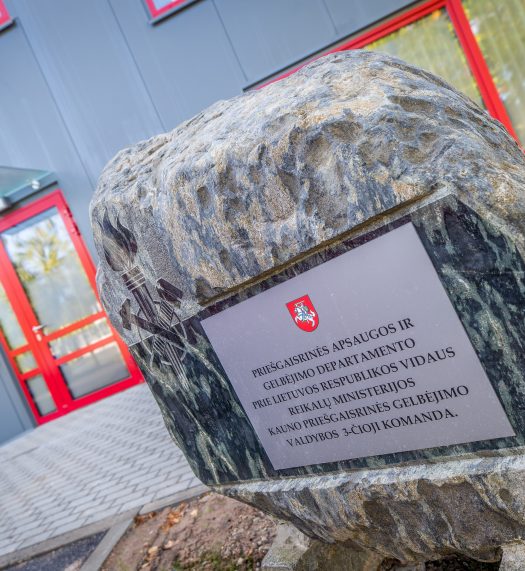 PRIEŠGAISRINĖS APSAUGOS IR
GELBĖJIMO DEPARTAMENTO
PRIE LIETUVOS RESPUBLIKOS VIDAUS
REIKALŲ MINISTERIJOS
KAUNO PRIEŠGAISRINĖS GELBĖJIMO
VALDYBOS 3-ČIOJI KOMANDA.